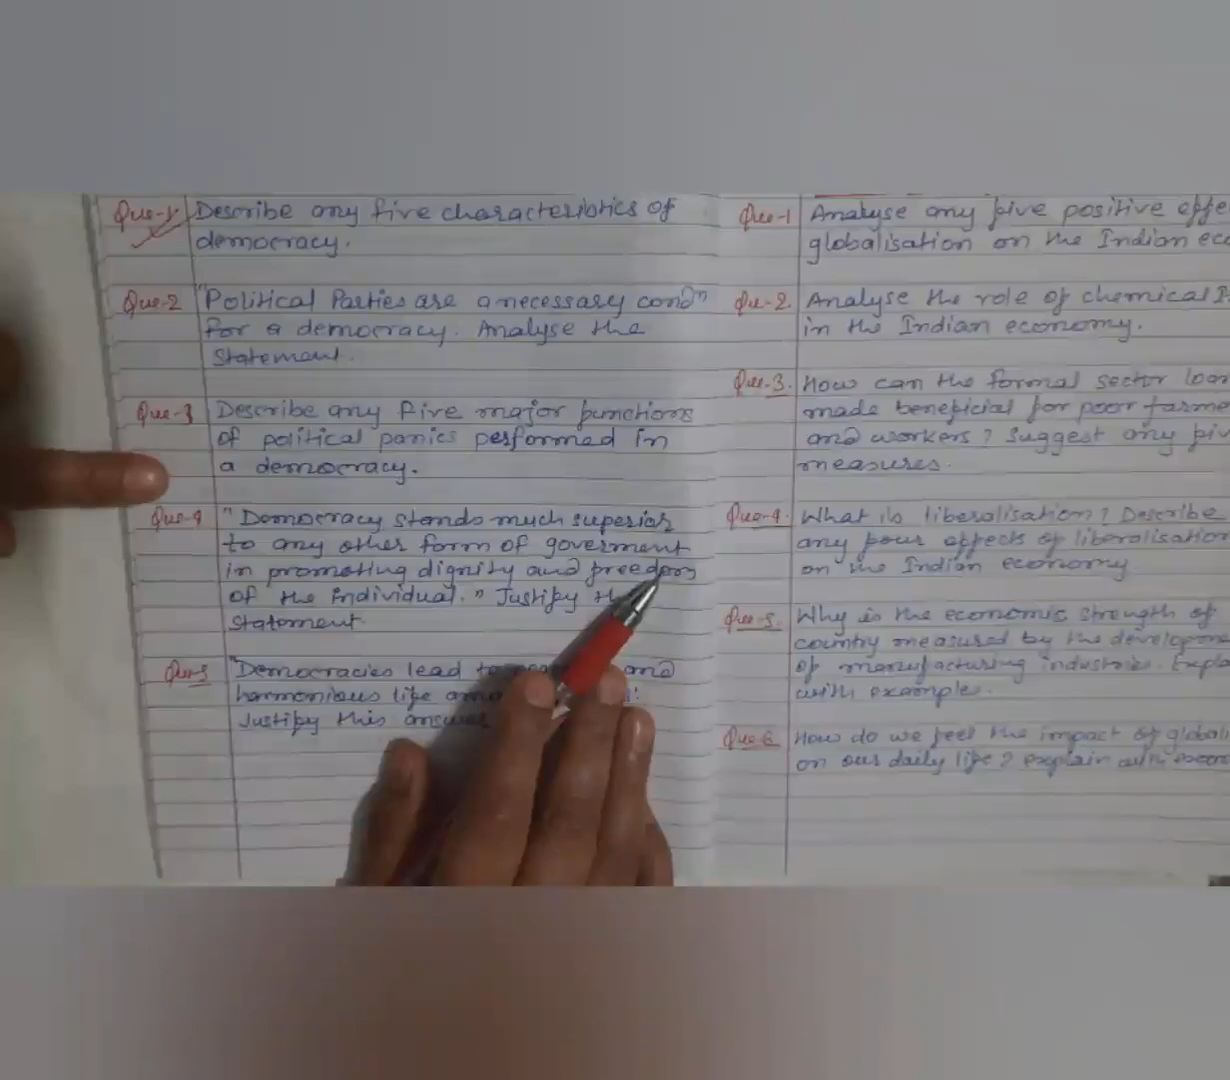 Que-1 Describe any five characteristics of
democracy.
Que-2 "Political Parties are a necessary condn
for a democracy. Analyse the
Statement.
Que-3 Describe any five major functions
of political parties performed in
a democracy.
Que-4 "Democracy stands much superior
to any other form of goverment
in promoting dignity and freedom
of the individual." Justify
statement.
Que-5 "Democracies lead to and
harmonious life
Justify this answer
Que-1 Analyse any five positive
globalisation on the Indian
Que-2. Analyse the role of chemical
in the Indian economy.
Que-3. How can the formal sector loan
made beneficial for poor
and workers? Suggest any
measures.
Que-4. What is liberalisation? Describe
any four effects of liberalisation
on the Indian economy
Que-5. Why is the economic strength of
country measured by the
of manufacturing industries.
with example.
Que-6 How do we feel the impact of
on our daily life? explain with